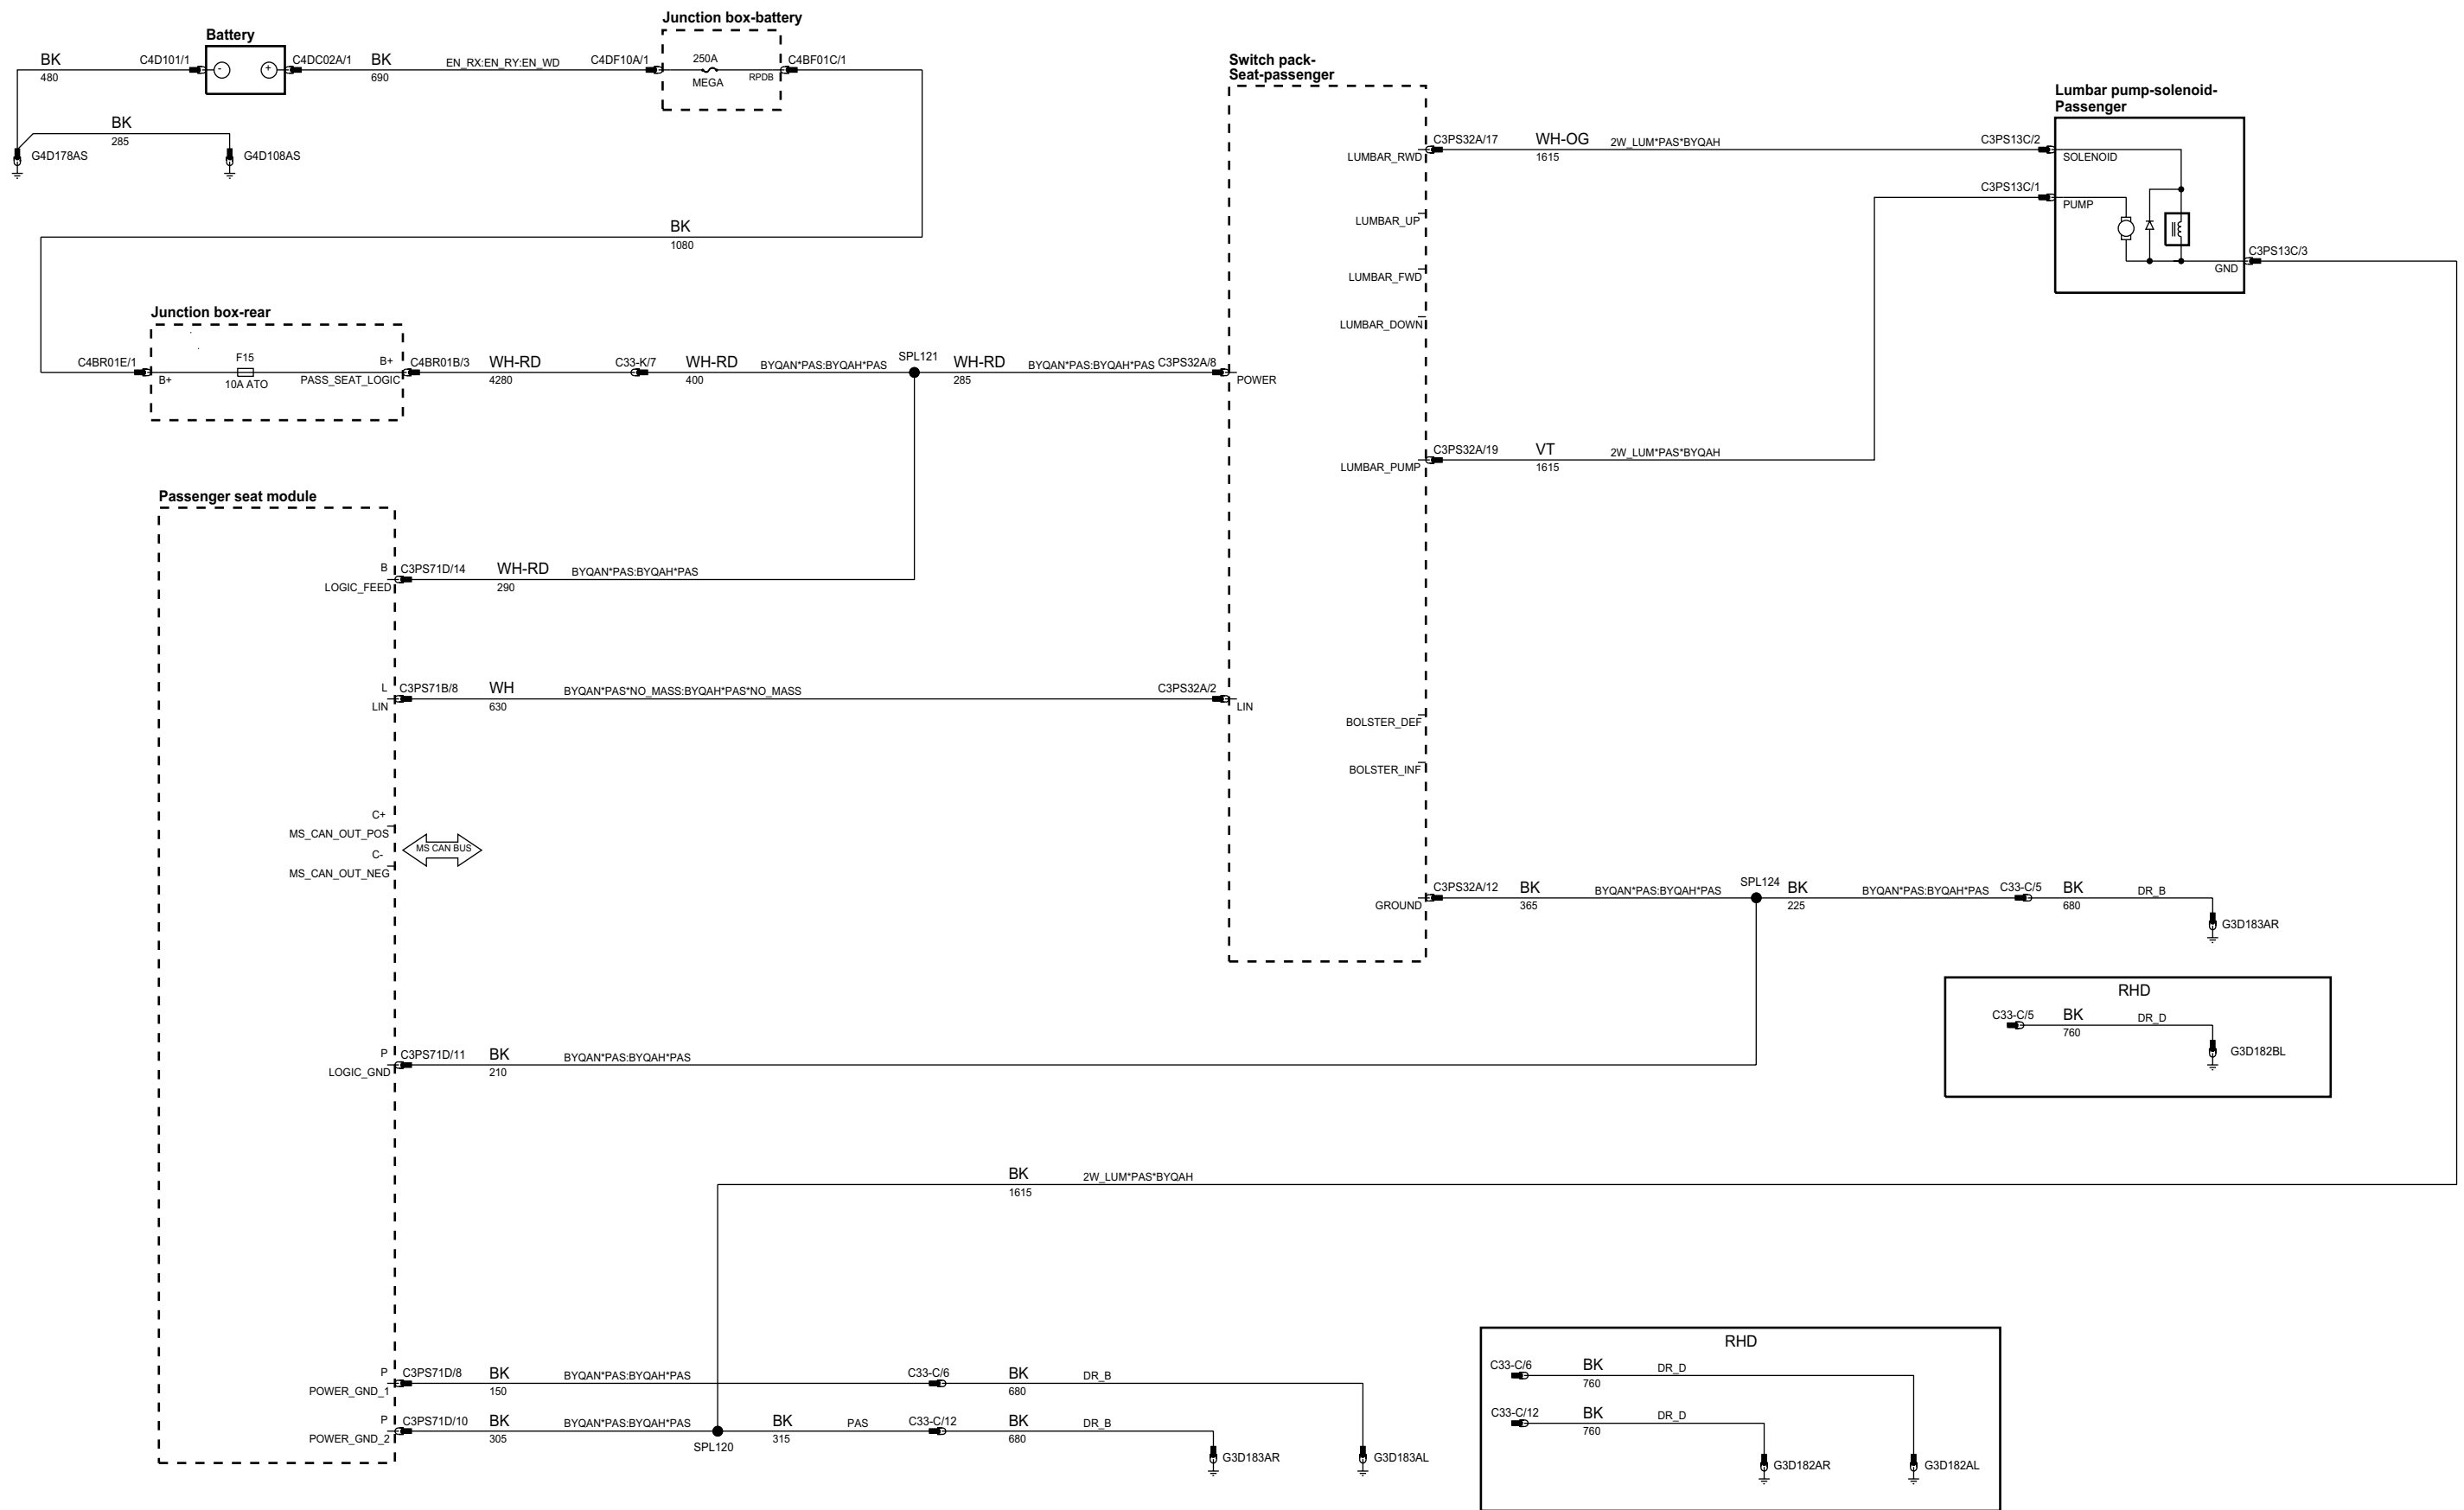 Junction box-battery
Battery
BK
480
C4D101/1
-
+
C4DC02A/1
BK
690
EN_RX:EN_RY:EN_WD
C4DF10A/1
250A
MEGA
RPDB
C4BF01C/1
BK
285
G4D178AS
G4D108AS
Switch pack-
Seat-passenger
Lumbar pump-solenoid-
Passenger
LUMBAR_RWD
C3PS32A/17
WH-OG
1615
2W_LUM*PAS*BYQAH
C3PS13C/2
SOLENOID
C3PS13C/1
PUMP
LUMBAR_UP
BK
1080
C3PS13C/3
GND
LUMBAR_FWD
LUMBAR_DOWN
Junction box-rear
C4BR01E/1
B+
F15
10A ATO
B+
PASS_SEAT_LOGIC
C4BR01B/3
WH-RD
4280
C33-K/7
WH-RD
400
BYQAN*PAS:BYQAH*PAS
SPL121
WH-RD
285
BYQAN*PAS:BYQAH*PAS
C3PS32A/8
POWER
LUMBAR_PUMP
C3PS32A/19
VT
1615
2W_LUM*PAS*BYQAH
Passenger seat module
B
LOGIC_FEED
C3PS71D/14
WH-RD
290
BYQAN*PAS:BYQAH*PAS
L
LIN
C3PS71B/8
WH
630
BYQAN*PAS*NO_MASS:BYQAH*PAS*NO_MASS
C3PS32A/2
LIN
BOLSTER_DEF
BOLSTER_INF
C+
MS_CAN_OUT_POS
C-
MS_CAN_OUT_NEG
MS CAN BUS
GROUND
C3PS32A/12
BK
365
BYQAN*PAS:BYQAH*PAS
SPL124
BK
225
BYQAN*PAS:BYQAH*PAS
C33-C/5
BK
680
DR_B
G3D183AR
RHD
C33-C/5
BK
760
DR_D
G3D182BL
P
LOGIC_GND
C3PS71D/11
BK
210
BYQAN*PAS:BYQAH*PAS
BK
1615
2W_LUM*PAS*BYQAH
P
POWER_GND_1
C3PS71D/8
BK
150
BYQAN*PAS:BYQAH*PAS
C33-C/6
BK
680
DR_B
P
POWER_GND_2
C3PS71D/10
BK
305
BYQAN*PAS:BYQAH*PAS
SPL120
BK
315
PAS
C33-C/12
BK
680
DR_B
G3D183AR
G3D183AL
RHD
C33-C/6
BK
760
DR_D
C33-C/12
BK
760
DR_D
G3D182AR
G3D182AL